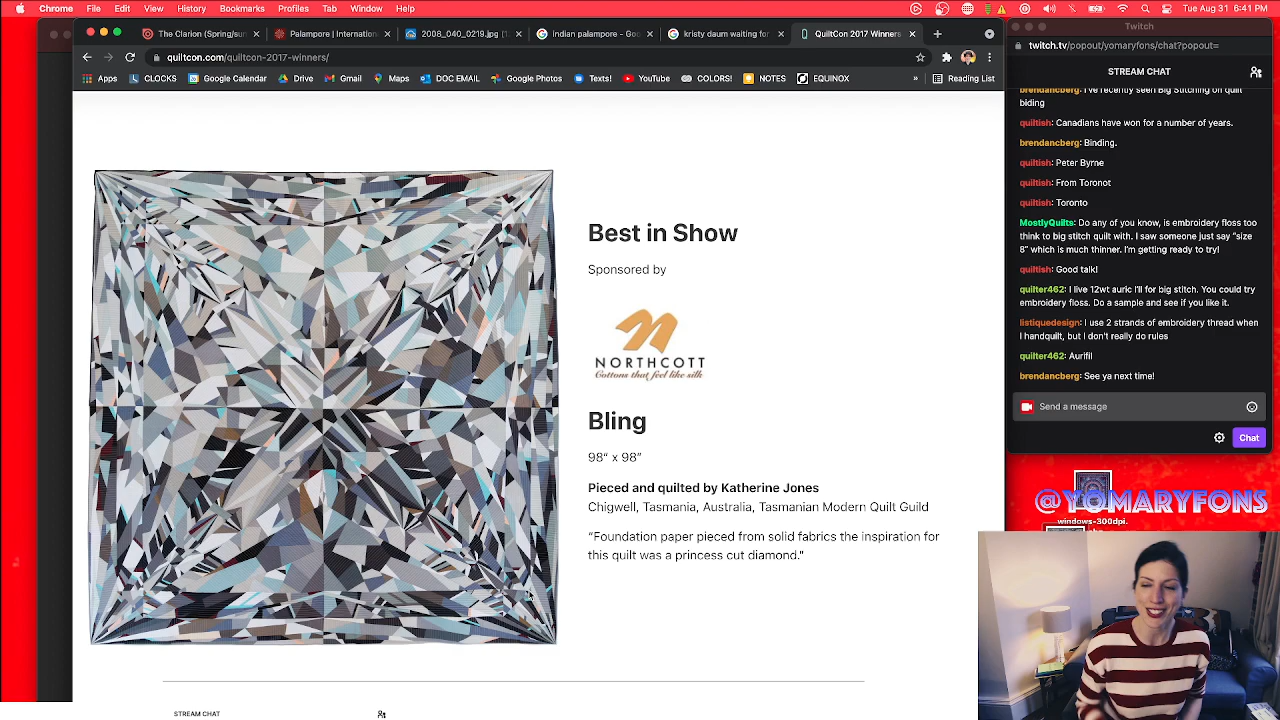 Chrome File Edit View History Bookmarks Profiles Tab Window Help
Tue Aug 31 6:41 PM
The Clarion (Spring/sun
Palampore | Internationa
2008_040_0219.jpg (1
Indian palampore - Goo
kristy daum waiting for
QuiltCon 2017 Winners
quiltcon.com/quiltcon-2017-winners/
Apps CLOCKS Google Calendar Drive Gmail Maps DOC EMAIL Google Photos Texts! YouTube COLORS! NOTES EQUINOX » Reading List
Best in Show
Sponsored by
NORTHCOTT
Cottons that feel like silk
Bling
98" x 98"
Pieced and quilted by Katherine Jones
Chigwell, Tasmania, Australia, Tasmanian Modern Quilt Guild
"Foundation paper pieced from solid fabrics the inspiration for
this quilt was a princess cut diamond."
STREAM CHAT
Twitch
twitch.tv/popout/yomaryfons/chat?popout=
STREAM CHAT
brendancberg: I've recently seen Big Stitching on quilt
biding
quiltish: Canadians have won for a number of years.
brendancberg: Binding.
quiltish: Peter Byrne
quiltish: From Toronot
quiltish: Toronto
MostlyQuilts: Do any of you know, is embroidery floss too
think to big stitch quilt with. I saw someone just say "size
8" which is much thinner. I'm getting ready to try!
quiltish: Good talk!
quilter462: I live 12wt auric I'll for big stitch. You could try
embroidery floss. Do a sample and see if you like it.
listiquedesign: I use 2 strands of embroidery thread when
I handquilt, but I don't really do rules
quilter462: Aurifil
brendancberg: See ya next time!
Send a message
Chat
@YOMARYFONS
windows-300dpi.